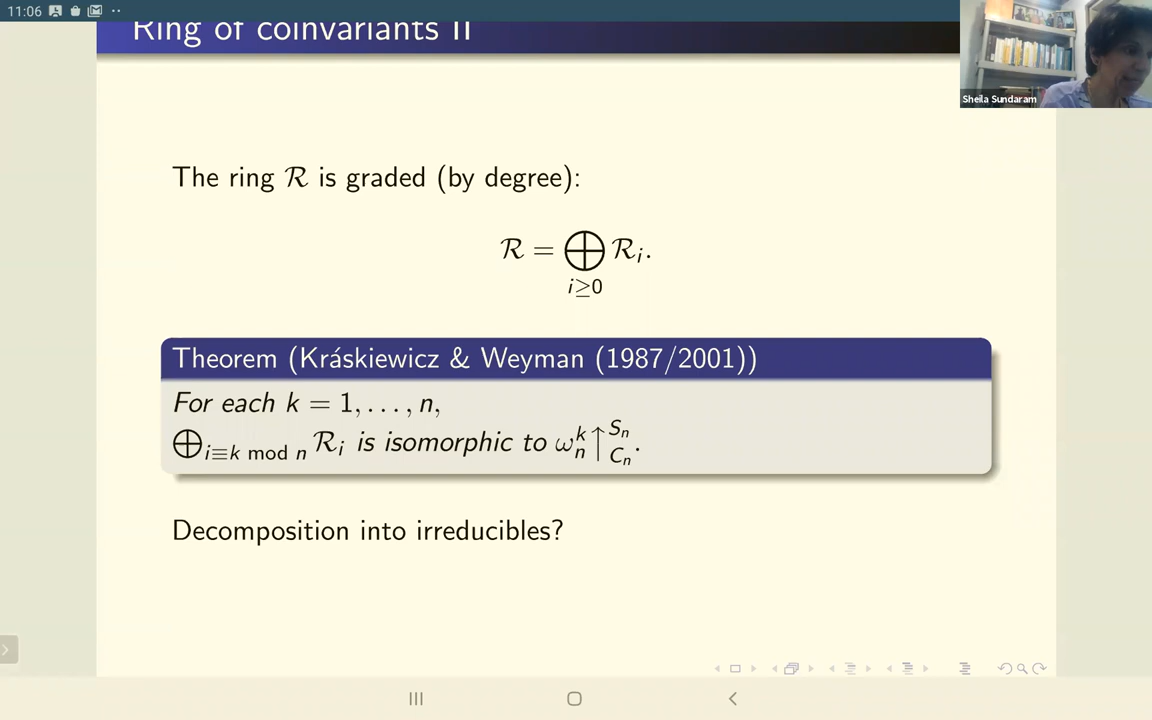 11:06
Ring of coinvariants II
Sheila Sundaram
The ring ℛ is graded (by degree):
ℛ = ⨁_{i≥0} ℛ_i.
Theorem (Kráskiewicz & Weyman (1987/2001))
For each k = 1, . . . , n,
⨁_{i≡k mod n} ℛ_i is isomorphic to ω_n^k ↑_{C_n}^{S_n}.
Decomposition into irreducibles?